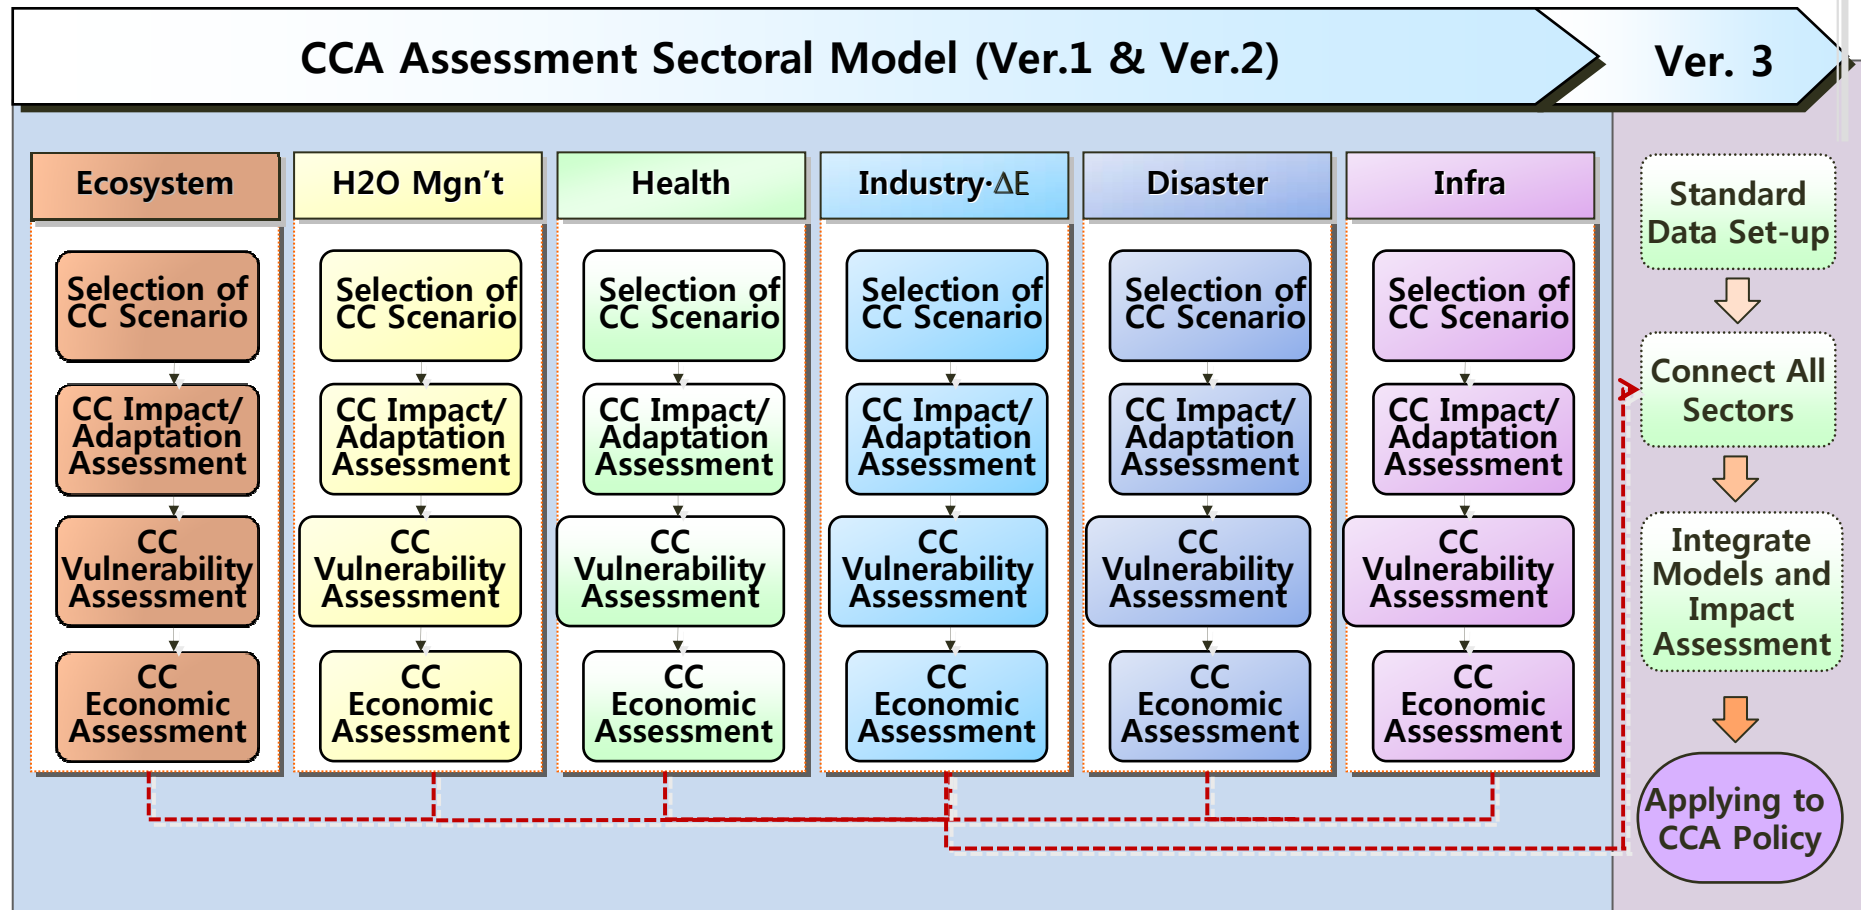 CCA Assessment Sectoral Model (Ver.1 & Ver.2)
Ver. 3
Ecosystem
Selection of
CC Scenario
CC Impact/
Adaptation
Assessment
CC
Vulnerability
Assessment
CC
Economic
Assessment
H2O Mgn’t
Selection of
CC Scenario
CC Impact/
Adaptation
Assessment
CC
Vulnerability
Assessment
CC
Economic
Assessment
Health
Selection of
CC Scenario
CC Impact/
Adaptation
Assessment
CC
Vulnerability
Assessment
CC
Economic
Assessment
Industry·ΔE
Selection of
CC Scenario
CC Impact/
Adaptation
Assessment
CC
Vulnerability
Assessment
CC
Economic
Assessment
Disaster
Selection of
CC Scenario
CC Impact/
Adaptation
Assessment
CC
Vulnerability
Assessment
CC
Economic
Assessment
Infra
Selection of
CC Scenario
CC Impact/
Adaptation
Assessment
CC
Vulnerability
Assessment
CC
Economic
Assessment
Standard
Data Set-up
Connect All
Sectors
Integrate
Models and
Impact
Assessment
Applying to
CCA Policy